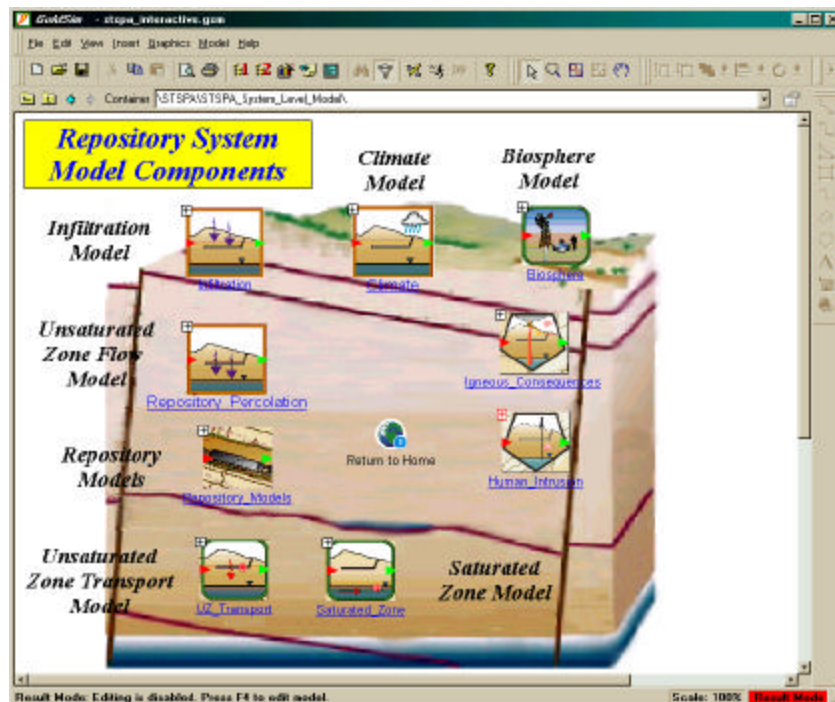 GoldSim - stspa_interactive.gsm
File Edit View Insert Graphics Model Help
Container \STSPA\STSPA_System_Level_Model\
Repository System
Model Components
Climate
Model
Biosphere
Model
Infiltration
Model
Infiltration
Climate
Biosphere
Unsaturated
Zone Flow
Model
Repository_Percolation
Igneous_Consequences
Repository
Models
Repository_Models
Return to Home
Human_Intrusion
Unsaturated
Zone Transport
Model
UZ_Transport
Saturated_Zone
Saturated
Zone Model
Result Mode: Editing is disabled. Press F4 to edit model.
Scale: 100% Result Mode